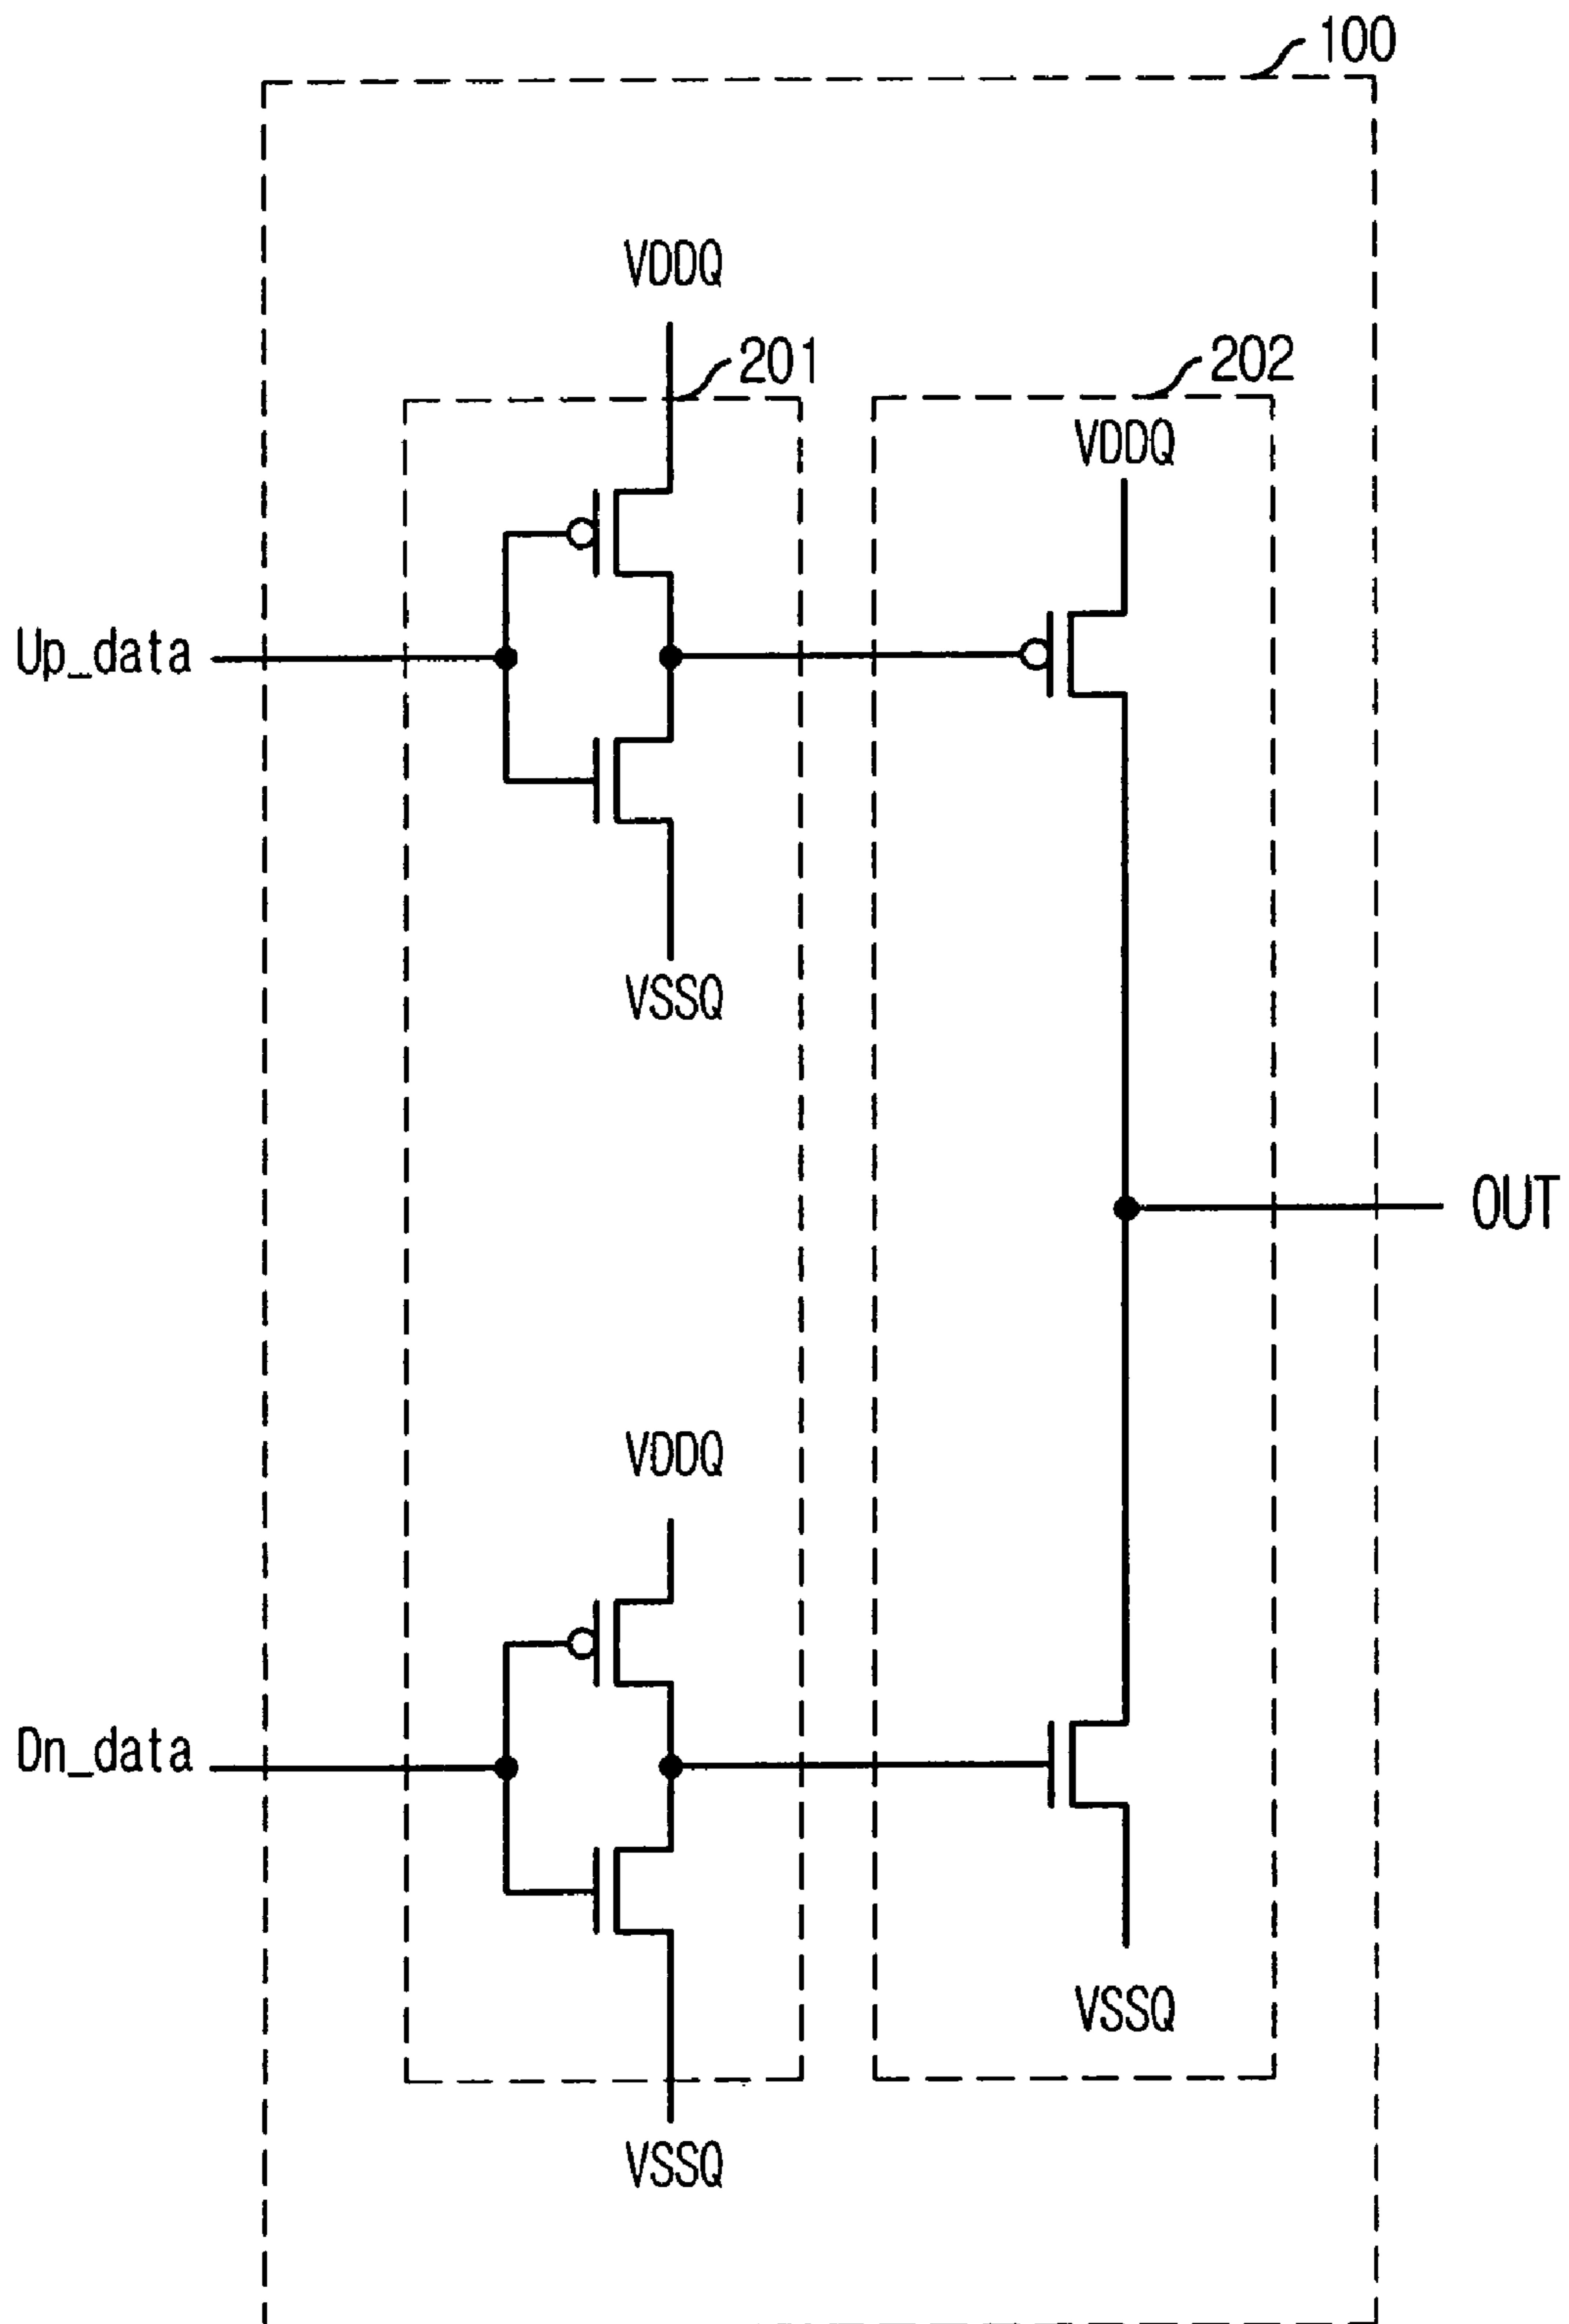 100
VDDQ
201
202
VDDQ
Up_data
VSSQ
OUT
VDDQ
Dn_data
VSSQ
VSSQ